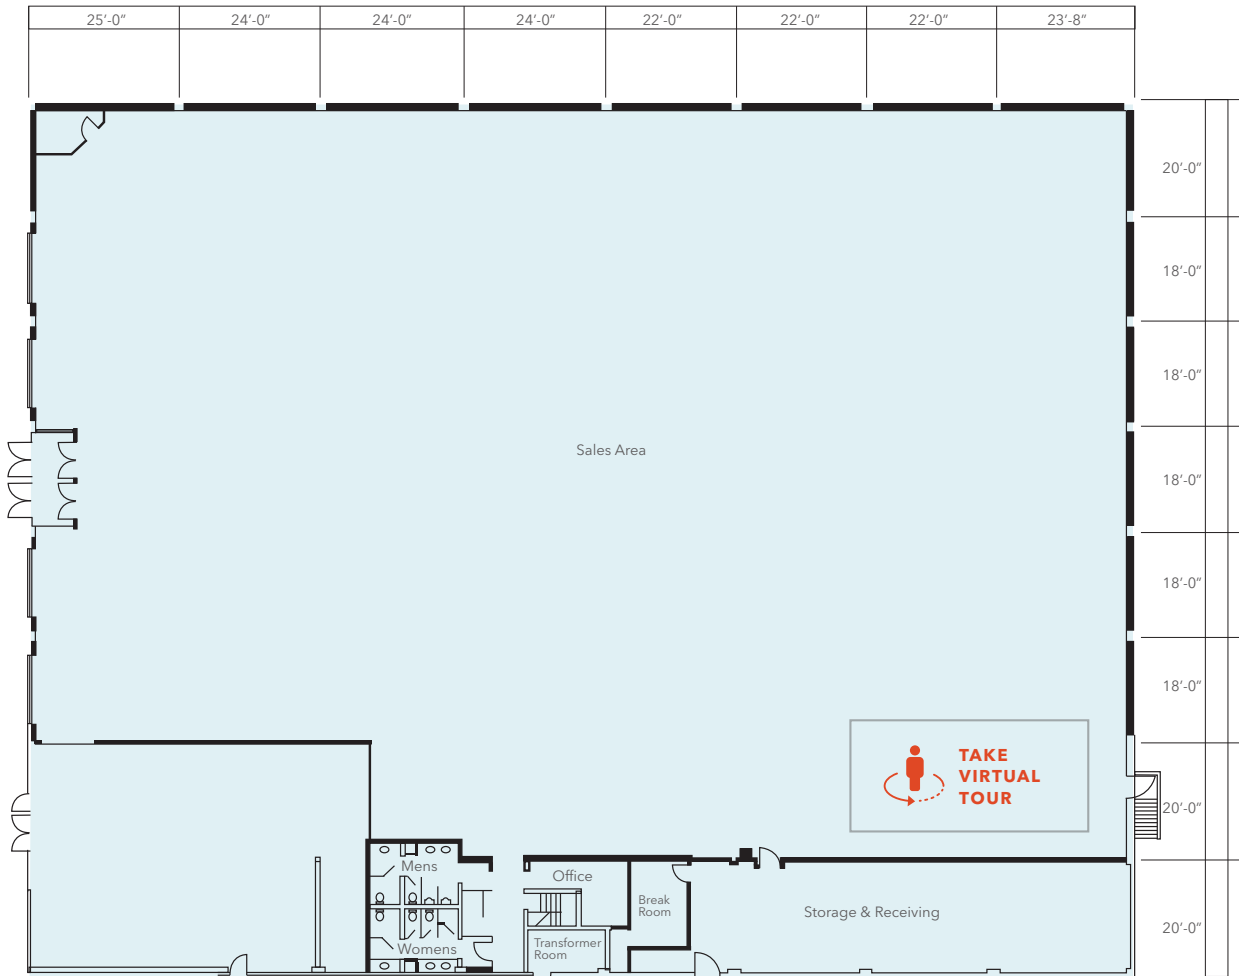 25'-0"
24'-0"
24'-0"
24'-0"
22'-0"
22'-0"
22'-0"
23'-8"
20'-0"
18'-0"
18'-0"
Sales Area
18'-0"
18'-0"
18'-0"
TAKE
VIRTUAL
TOUR
20'-0"
Mens
Office
Break
Room
Storage & Receiving
20'-0"
Womens
Transformer
Room